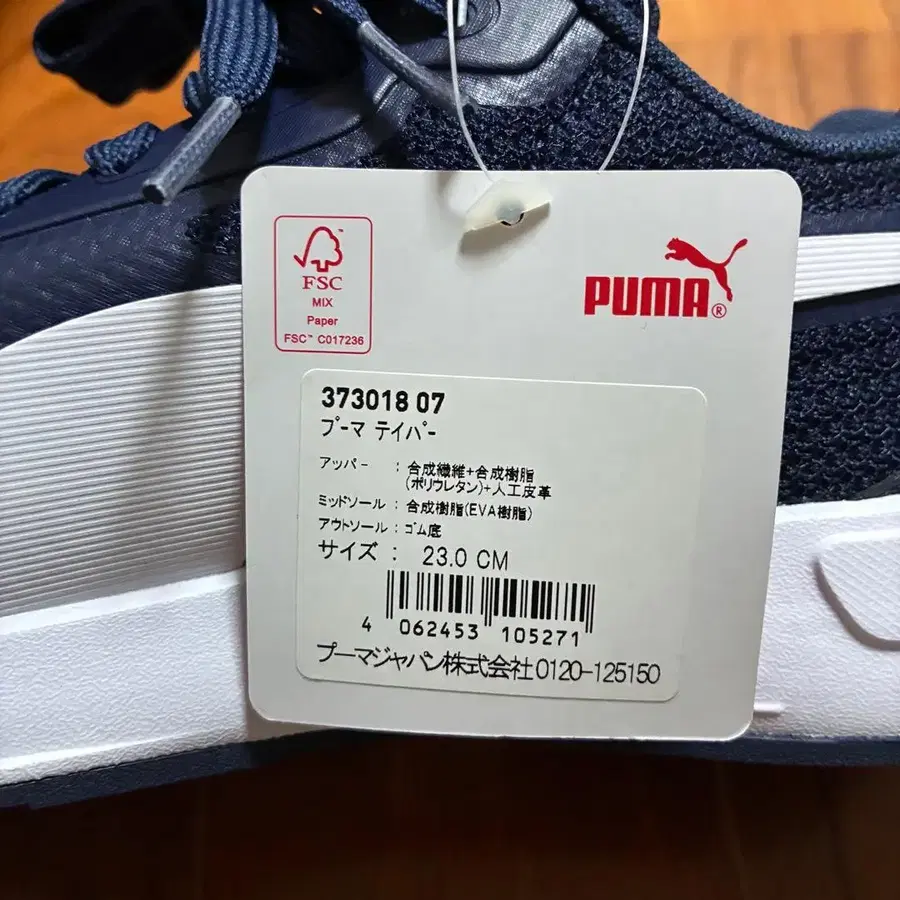 FSC
MIX
Paper
FSC™ C017236
PUMA®
373018 07
プーマ テイパー
アッパー : 合成繊維+合成樹脂
(ポリウレタン)+人工皮革
ミッドソール : 合成樹脂(EVA樹脂)
アウトソール : ゴム底
サイズ : 23.0 CM
4 062453 105271
プーマジャパン株式会社0120-125150